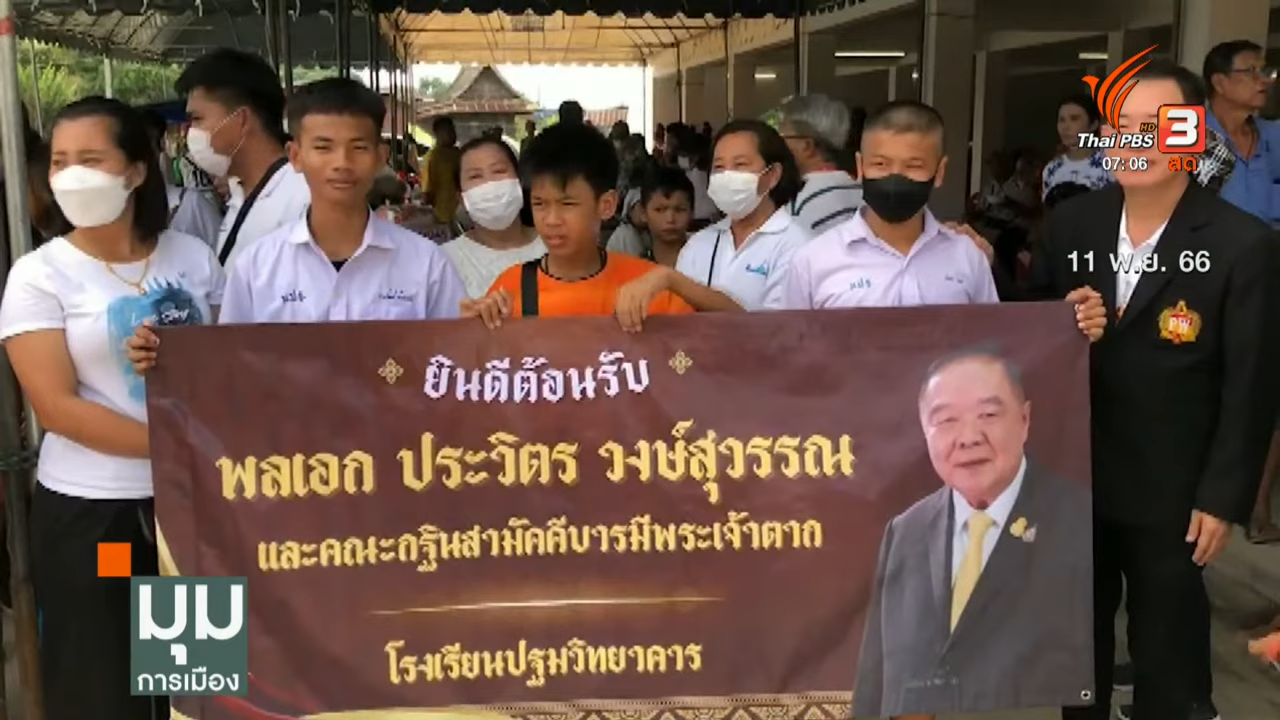 Thai PBS HD 3
07:06 สด
11 พ.ย. 66
PW
ยินดีต้อนรับ
พลเอก ประวิตร วงษ์สุวรรณ
และคณะกฐินสามัคคีบารมีพระเจ้าตาก
โรงเรียนปฐมวิทยาคาร
มุม
การเมือง